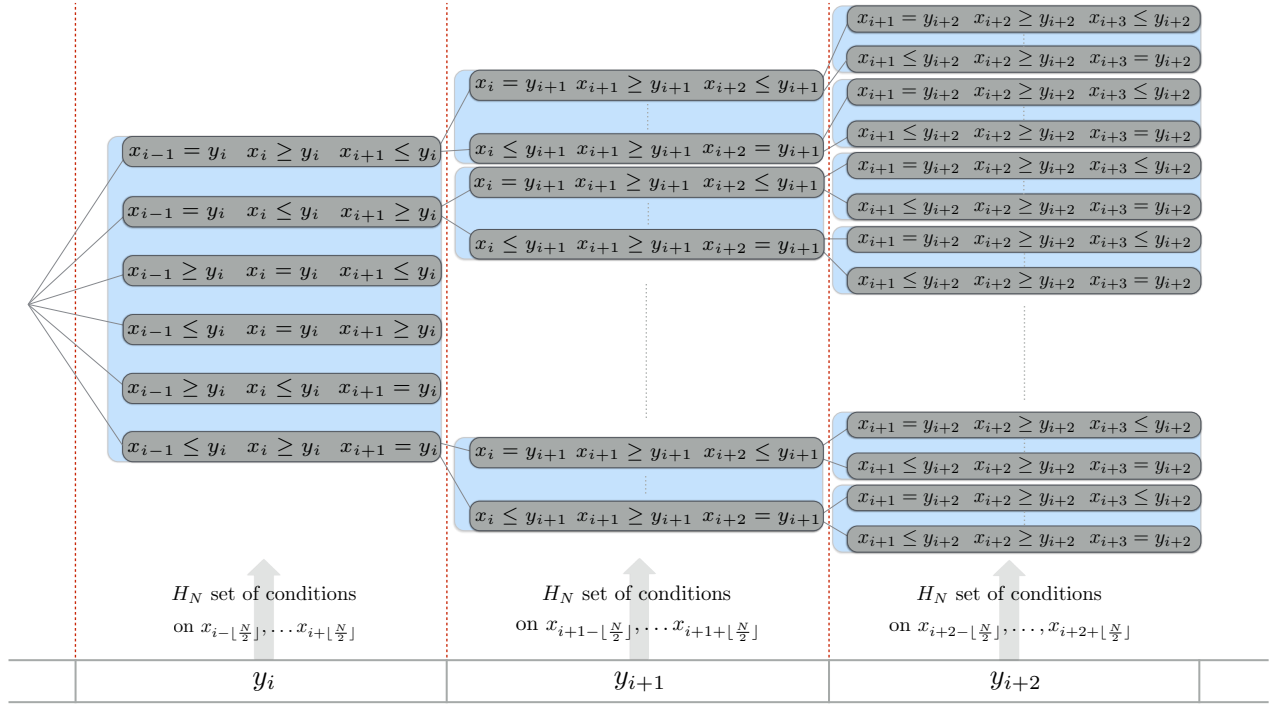 x_{i−1} = y_i   x_i ≥ y_i   x_{i+1} ≤ y_i
x_{i−1} = y_i   x_i ≤ y_i   x_{i+1} ≥ y_i
x_{i−1} ≥ y_i   x_i = y_i   x_{i+1} ≤ y_i
x_{i−1} ≤ y_i   x_i = y_i   x_{i+1} ≥ y_i
x_{i−1} ≥ y_i   x_i ≤ y_i   x_{i+1} = y_i
x_{i−1} ≤ y_i   x_i ≥ y_i   x_{i+1} = y_i
H_N set of conditions
on x_{i−⌊N/2⌋}, … x_{i+⌊N/2⌋}
y_i
x_i = y_{i+1}   x_{i+1} ≥ y_{i+1}   x_{i+2} ≤ y_{i+1}
x_i ≤ y_{i+1}   x_{i+1} ≥ y_{i+1}   x_{i+2} = y_{i+1}
x_i = y_{i+1}   x_{i+1} ≥ y_{i+1}   x_{i+2} ≤ y_{i+1}
x_i ≤ y_{i+1}   x_{i+1} ≥ y_{i+1}   x_{i+2} = y_{i+1}
x_i = y_{i+1}   x_{i+1} ≥ y_{i+1}   x_{i+2} ≤ y_{i+1}
x_i ≤ y_{i+1}   x_{i+1} ≥ y_{i+1}   x_{i+2} = y_{i+1}
H_N set of conditions
on x_{i+1−⌊N/2⌋}, … x_{i+1+⌊N/2⌋}
y_{i+1}
x_{i+1} = y_{i+2}   x_{i+2} ≥ y_{i+2}   x_{i+3} ≤ y_{i+2}
x_{i+1} ≤ y_{i+2}   x_{i+2} ≥ y_{i+2}   x_{i+3} = y_{i+2}
x_{i+1} = y_{i+2}   x_{i+2} ≥ y_{i+2}   x_{i+3} ≤ y_{i+2}
x_{i+1} ≤ y_{i+2}   x_{i+2} ≥ y_{i+2}   x_{i+3} = y_{i+2}
x_{i+1} = y_{i+2}   x_{i+2} ≥ y_{i+2}   x_{i+3} ≤ y_{i+2}
x_{i+1} ≤ y_{i+2}   x_{i+2} ≥ y_{i+2}   x_{i+3} = y_{i+2}
x_{i+1} = y_{i+2}   x_{i+2} ≥ y_{i+2}   x_{i+3} ≤ y_{i+2}
x_{i+1} ≤ y_{i+2}   x_{i+2} ≥ y_{i+2}   x_{i+3} = y_{i+2}
x_{i+1} = y_{i+2}   x_{i+2} ≥ y_{i+2}   x_{i+3} ≤ y_{i+2}
x_{i+1} ≤ y_{i+2}   x_{i+2} ≥ y_{i+2}   x_{i+3} = y_{i+2}
x_{i+1} = y_{i+2}   x_{i+2} ≥ y_{i+2}   x_{i+3} ≤ y_{i+2}
x_{i+1} ≤ y_{i+2}   x_{i+2} ≥ y_{i+2}   x_{i+3} = y_{i+2}
H_N set of conditions
on x_{i+2−⌊N/2⌋}, …, x_{i+2+⌊N/2⌋}
y_{i+2}